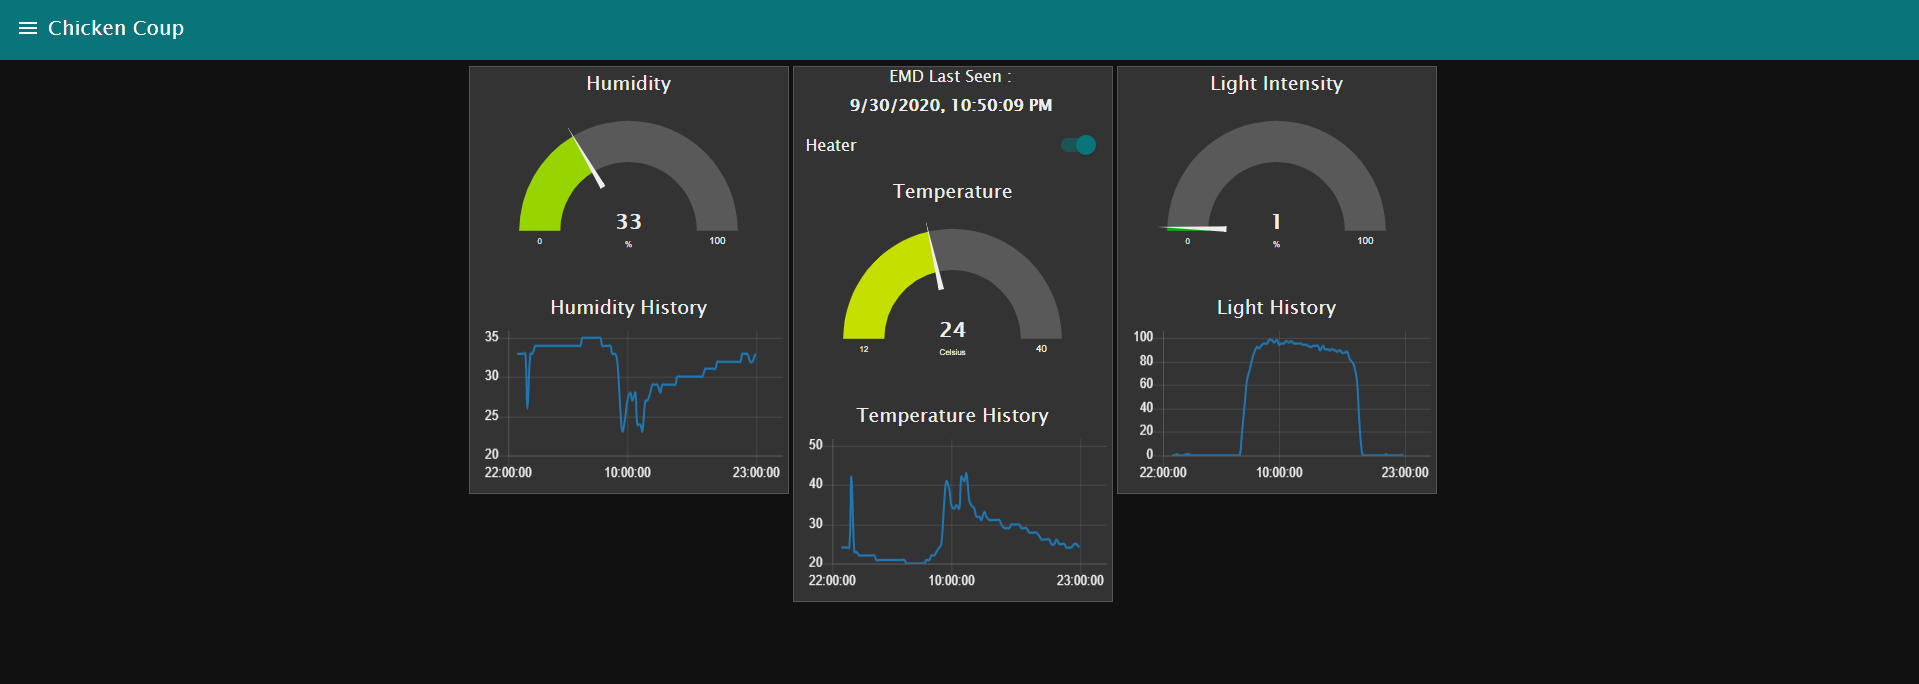 Chicken Coup
Humidity
33
0
%
100
Humidity History
35
30
25
20
22:00:00 10:00:00 23:00:00
EMD Last Seen :
9/30/2020, 10:50:09 PM
Heater
Temperature
24
12
Celsius
40
Temperature History
50
40
30
20
22:00:00 10:00:00 23:00:00
Light Intensity
1
0
%
100
Light History
100
80
60
40
20
0
22:00:00 10:00:00 23:00:00